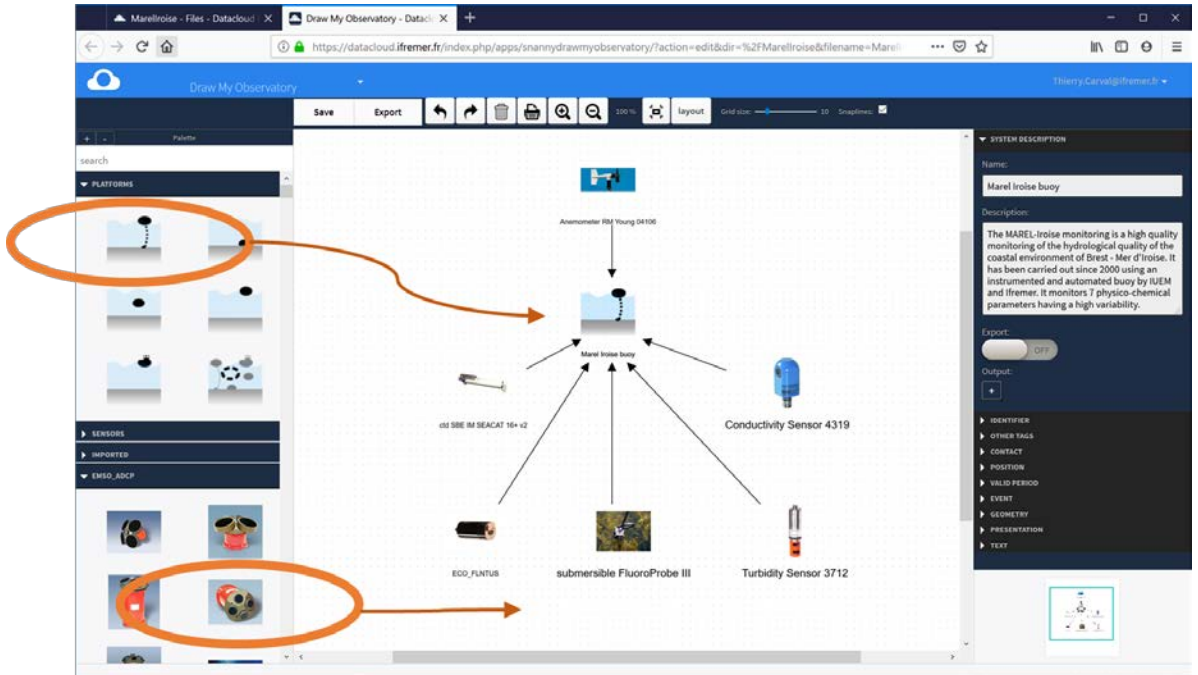 Marellroise - Files - Datacloud
Draw My Observatory - Datacl
https://datacloud.ifremer.fr/index.php/apps/snannydrawmyobservatory/?action=edit&dir=%2FMarelIroise&filename=Mareli
Draw My Observatory
Thierry.Carval@ifremer.fr
Save
Export
100 %
layout
Grid size:
10
Snaplines:
+
-
Palette
search
PLATFORMS
SENSORS
IMPORTED
EMSO_ADCP
Anemometer RM Young 04106
Marel Iroise buoy
ctd SBE IM SEACAT 16+ v2
Conductivity Sensor 4319
ECO_FLNTUS
submersible FluoroProbe III
Turbidity Sensor 3712
SYSTEM DESCRIPTION
Name:
Marel Iroise buoy
Description:
The MAREL-Iroise monitoring is a high quality
monitoring of the hydrological quality of the
coastal environment of Brest - Mer d'Iroise. It
has been carried out since 2000 using an
instrumented and automated buoy by IUEM
and Ifremer. It monitors 7 physico-chemical
parameters having a high variability.
Export:
OFF
Output:
+
IDENTIFIER
OTHER TAGS
CONTACT
POSITION
VALID PERIOD
EVENT
GEOMETRY
PRESENTATION
TEXT